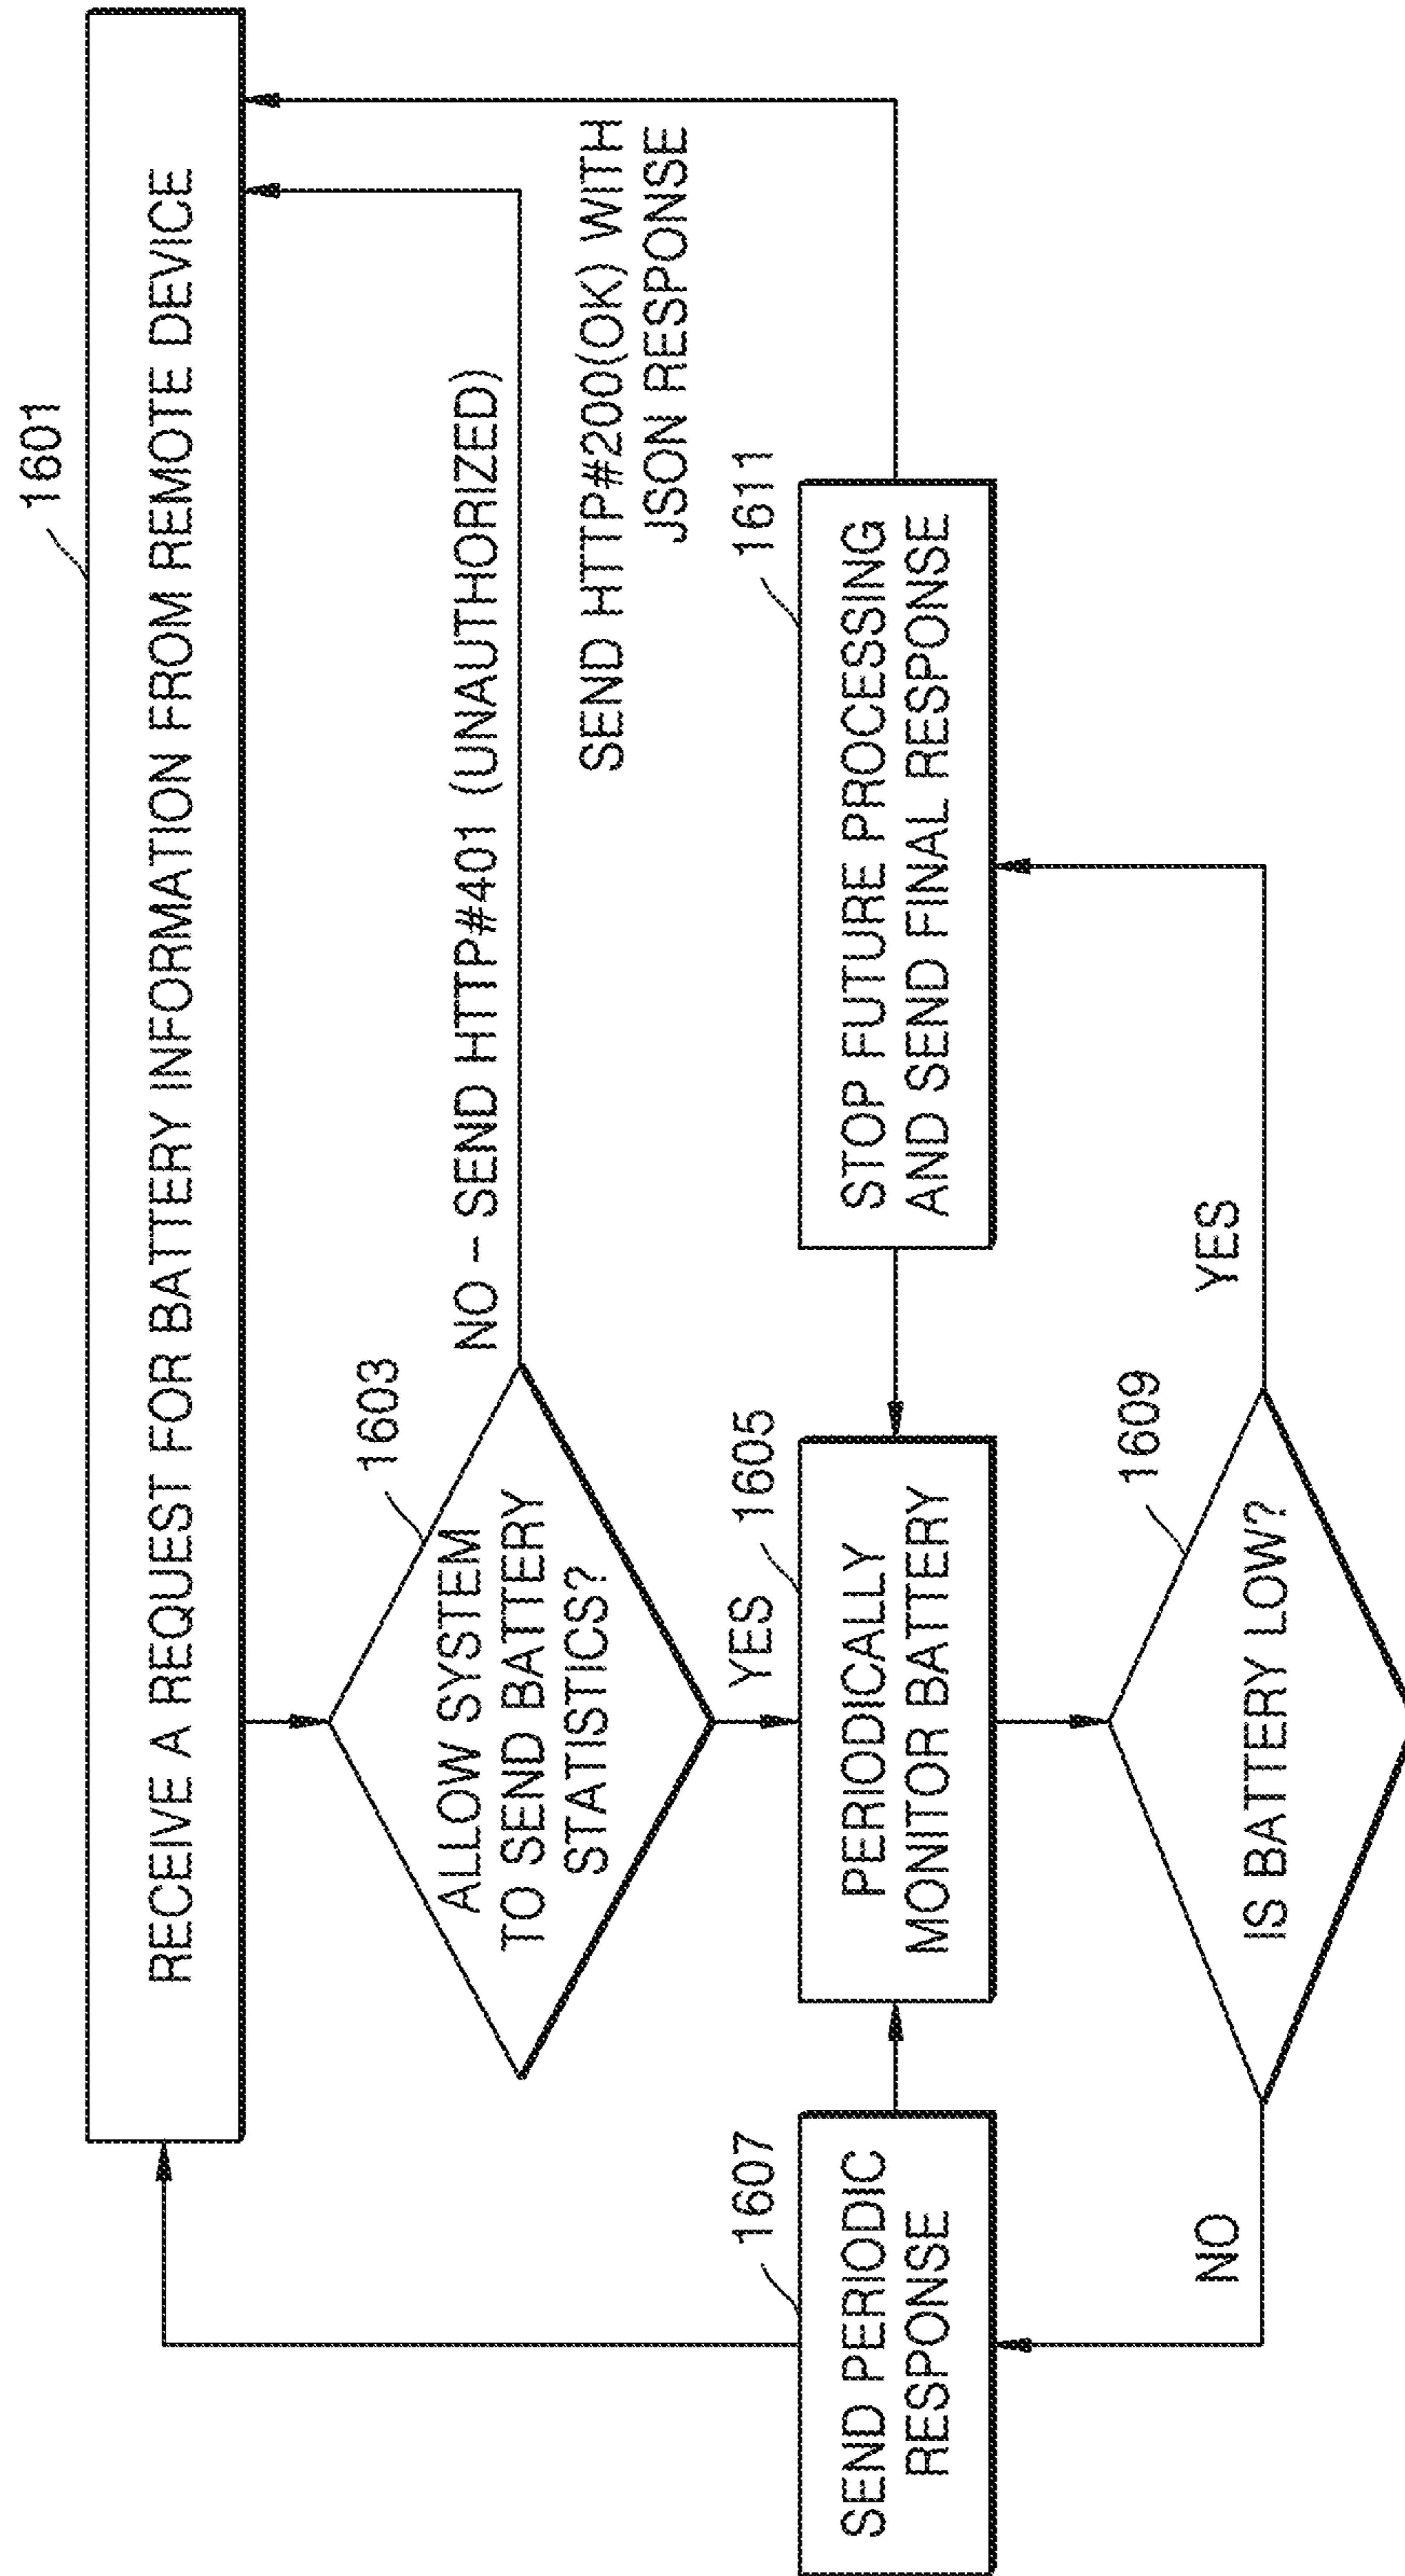 1601
RECEIVE A REQUEST FOR BATTERY INFORMATION FROM REMOTE DEVICE
1603
ALLOW SYSTEM
TO SEND BATTERY
STATISTICS?
NO – SEND HTTP#401 (UNAUTHORIZED)
SEND HTTP#200(OK) WITH
JSON RESPONSE
YES
1607
SEND PERIODIC
RESPONSE
1605
PERIODICALLY
MONITOR BATTERY
1611
STOP FUTURE PROCESSING
AND SEND FINAL RESPONSE
NO
1609
IS BATTERY LOW?
YES